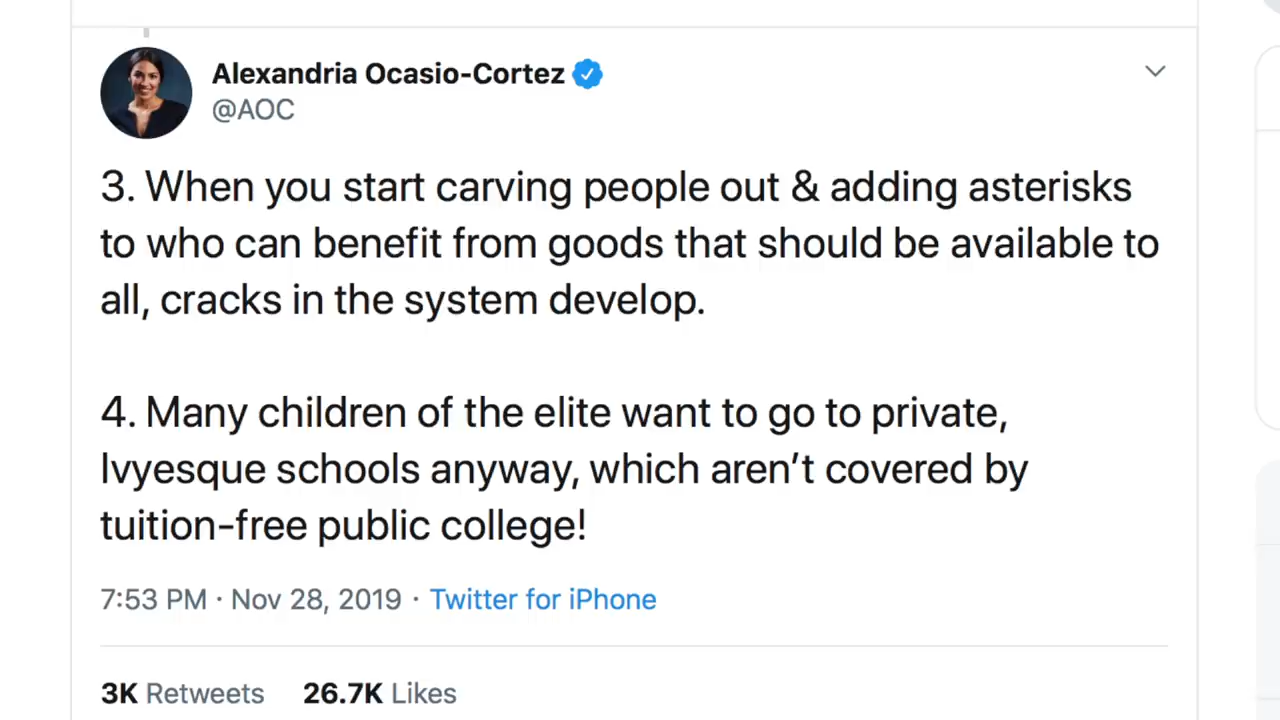 Alexandria Ocasio-Cortez
@AOC
3. When you start carving people out & adding asterisks
to who can benefit from goods that should be available to
all, cracks in the system develop.
4. Many children of the elite want to go to private,
Ivyesque schools anyway, which aren’t covered by
tuition-free public college!
7:53 PM · Nov 28, 2019 · Twitter for iPhone
3K Retweets 26.7K Likes